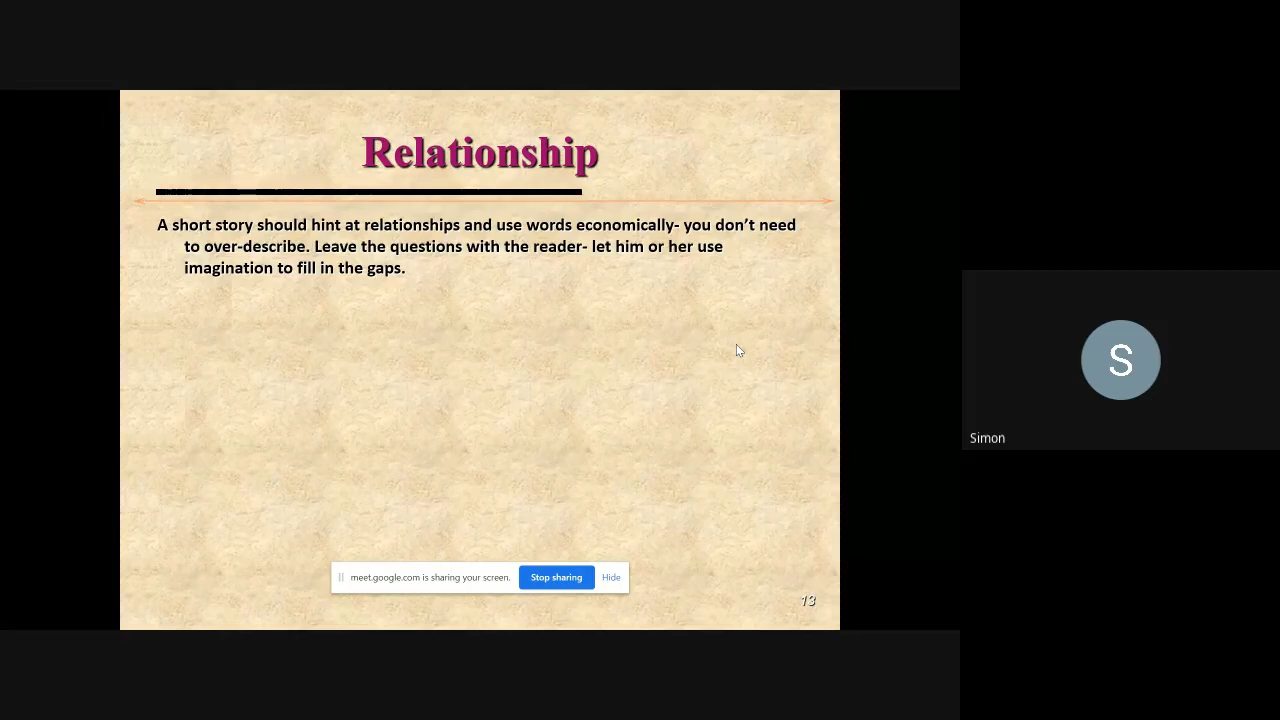 Relationship
A short story should hint at relationships and use words economically- you don’t need
to over-describe. Leave the questions with the reader- let him or her use
imagination to fill in the gaps.
S
Simon
meet.google.com is sharing your screen. Stop sharing Hide
13